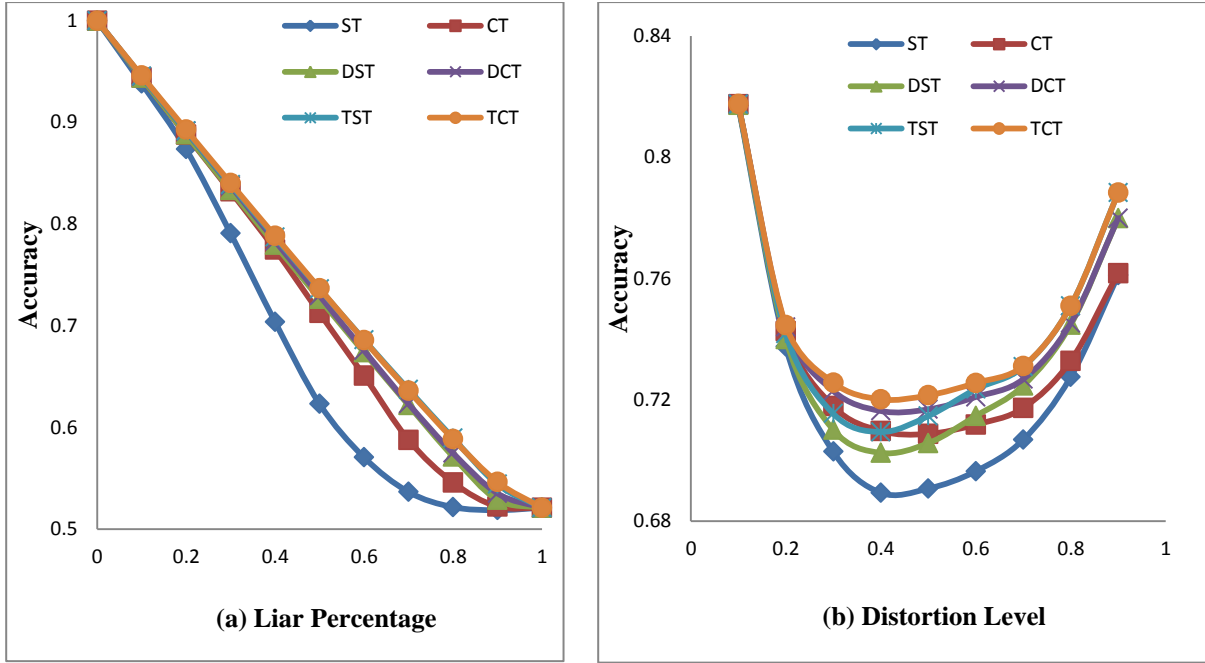 ST CT
DST DCT
TST TCT
1
0.9
0.8
0.7
0.6
0.5
Accuracy
0 0.2 0.4 0.6 0.8 1
(a) Liar Percentage
ST CT
DST DCT
TST TCT
0.84
0.8
0.76
0.72
0.68
Accuracy
0 0.2 0.4 0.6 0.8 1
(b) Distortion Level